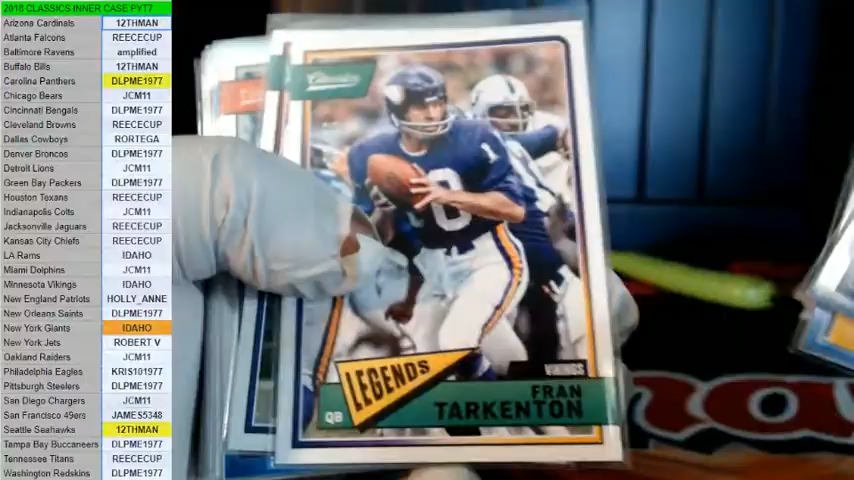 2016 CLASSICS INNER CASE PYT7
Arizona Cardinals 12THMAN
Atlanta Falcons REECECUP
Baltimore Ravens amplified
Buffalo Bills 12THMAN
Carolina Panthers DLPME1977
Chicago Bears JCM11
Cincinnati Bengals DLPME1977
Cleveland Browns REECECUP
Dallas Cowboys RORTEGA
Denver Broncos DLPME1977
Detroit Lions JCM11
Green Bay Packers DLPME1977
Houston Texans REECECUP
Indianapolis Colts JCM11
Jacksonville Jaguars REECECUP
Kansas City Chiefs REECECUP
LA Rams IDAHO
Miami Dolphins JCM11
Minnesota Vikings IDAHO
New England Patriots HOLLY_ANNE
New Orleans Saints DLPME1977
New York Giants IDAHO
New York Jets ROBERT V
Oakland Raiders JCM11
Philadelphia Eagles KRIS101977
Pittsburgh Steelers DLPME1977
San Diego Chargers JCM11
San Francisco 49ers JAMES5348
Seattle Seahawks 12THMAN
Tampa Bay Buccaneers DLPME1977
Tennessee Titans REECECUP
Washington Redskins DLPME1977
Classics
10
LEGENDS
VIKINGS
QB
FRAN
TARKENTON